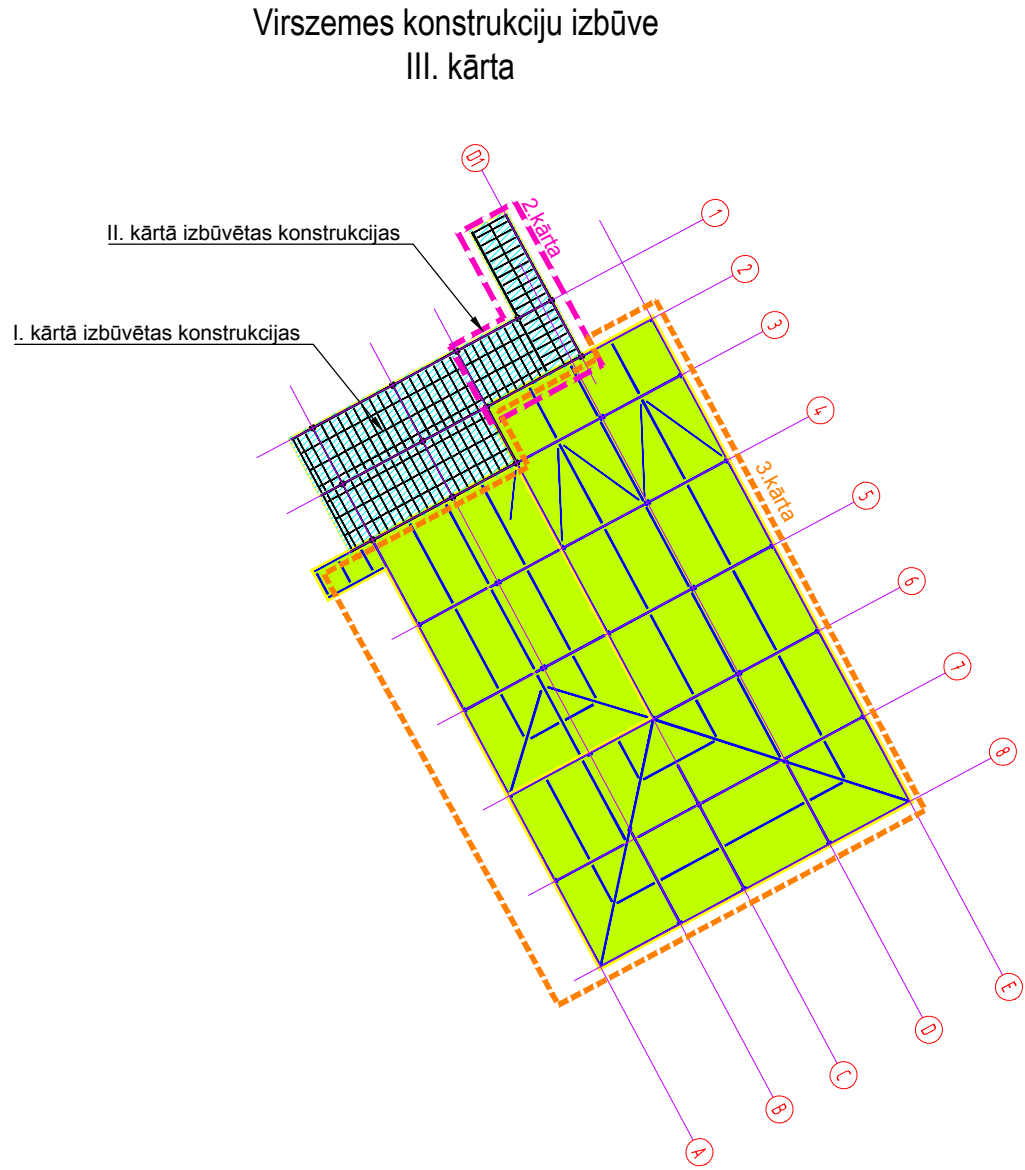 Virszemes konstrukciju izbūve
III. kārta
D1
II. kārtā izbūvētas konstrukcijas
2.kārta
1
2
I. kārtā izbūvētas konstrukcijas
3
4
3.kārta
5
6
7
8
E
D
C
B
A